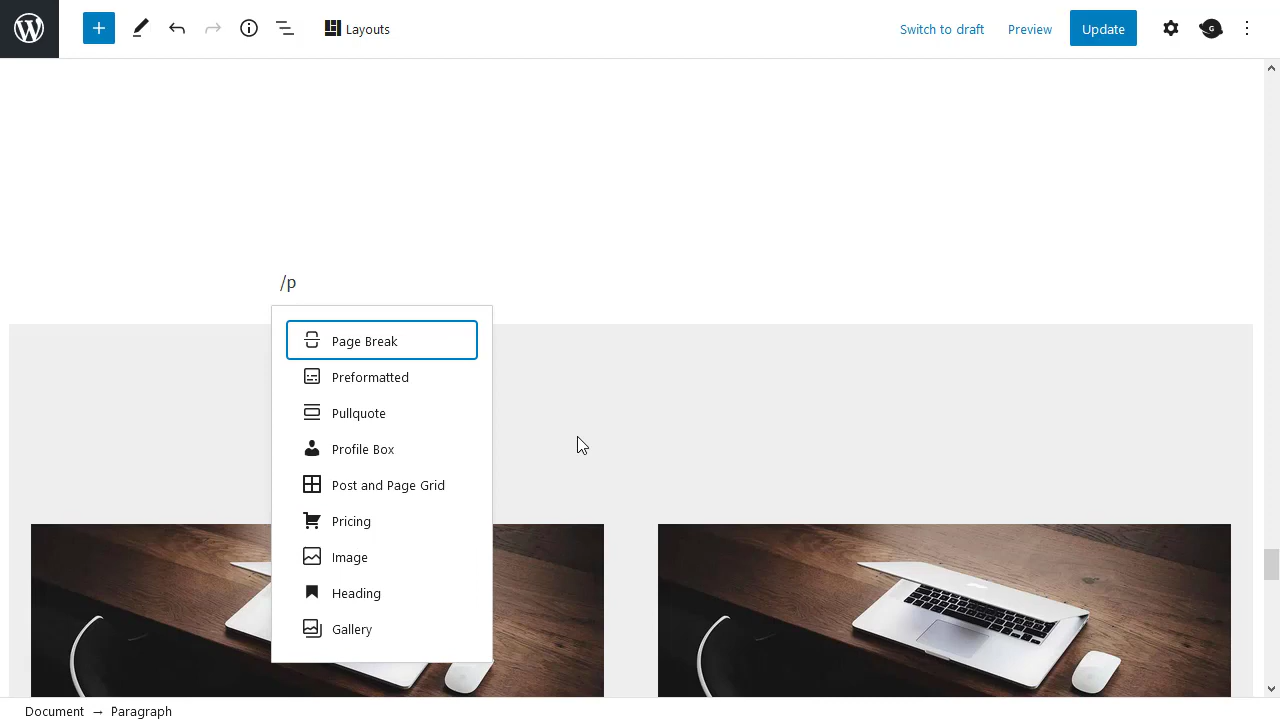 Layouts
Switch to draft
Preview
Update
G
/p
Page Break
Preformatted
Pullquote
Profile Box
Post and Page Grid
Pricing
Image
Heading
Gallery
Document → Paragraph